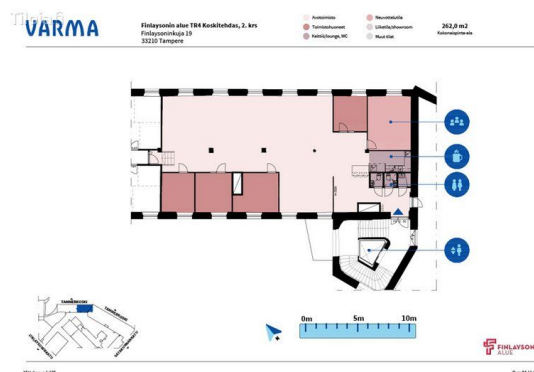 VARMA
Finlaysonin alue TR4 Koskitehdas, 2. krs
Finlaysoninkuja 19
33210 Tampere
Avotoimisto
Toimistohuoneet
Keittiö/lounge, WC
Neuvottelutila
Liiketila/showroom
Muut tilat
262,0 m2
Kokonaispinta-ala
TAMMERKOSKI
0m
5m
10m
FINLAYSON
ALUE